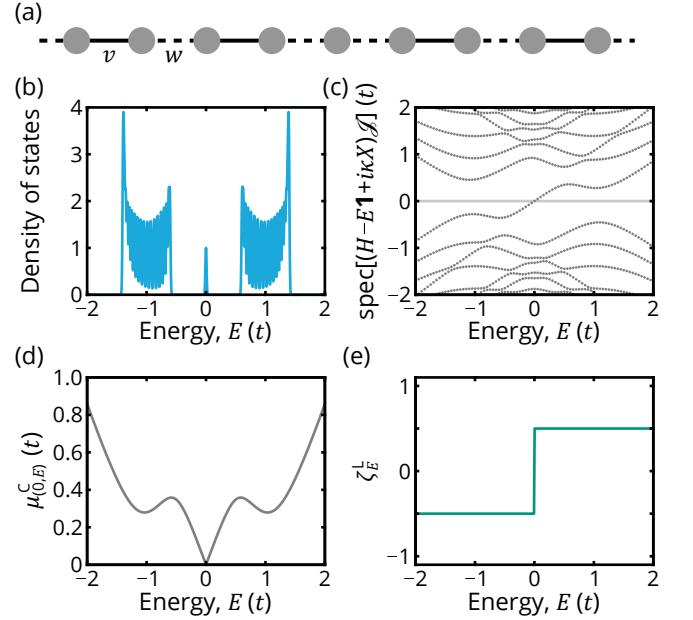 (a)
v w
(b)
Density of states
4
3
2
1
0
−2 −1 0 1 2
Energy, E (t)
(c)
spec[(H−E𝟏+iκX)𝒥] (t)
2
1
0
−1
−2
−2 −1 0 1 2
Energy, E (t)
(d)
μ^C_(0,E) (t)
1.0
0.8
0.6
0.4
0.2
0
−2 −1 0 1 2
Energy, E (t)
(e)
ζ^L_E
1
0
−1
−2 −1 0 1 2
Energy, E (t)